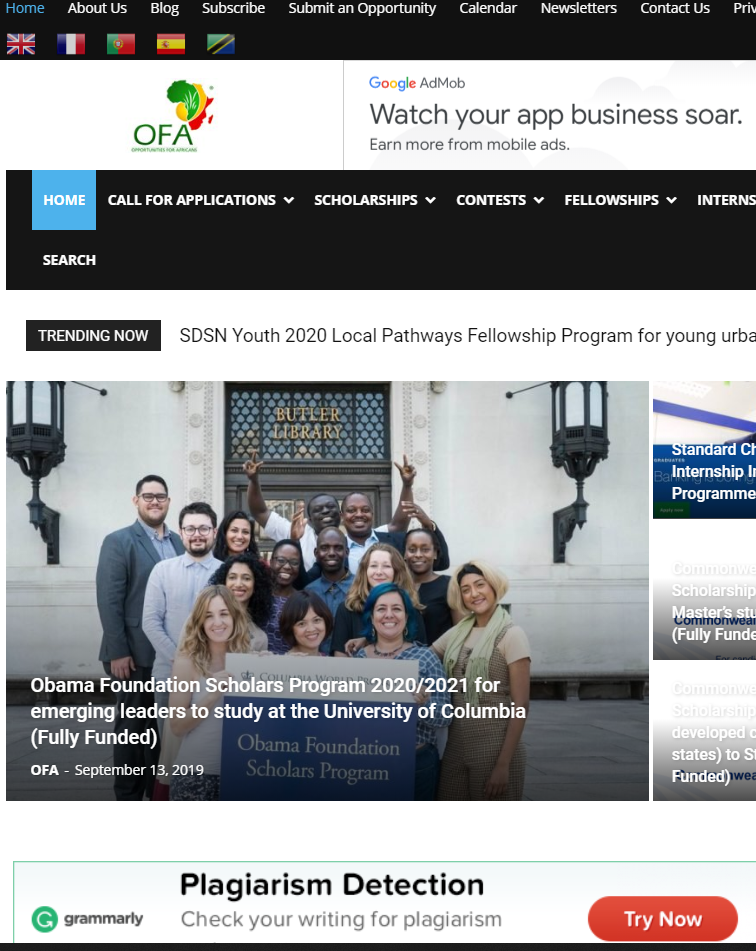 Home About Us Blog Subscribe Submit an Opportunity Calendar Newsletters Contact Us Priv
OFA
OPPORTUNITIES FOR AFRICANS
Google AdMob
Watch your app business soar.
Earn more from mobile ads.
HOME CALL FOR APPLICATIONS SCHOLARSHIPS CONTESTS FELLOWSHIPS INTERNS
SEARCH
TRENDING NOW SDSN Youth 2020 Local Pathways Fellowship Program for young urba
BUTLER
LIBRARY
Columbia World
Obama Foundation Scholars Program 2020/2021 for
emerging leaders to study at the University of Columbia
(Fully Funded)
OFA - September 13, 2019
Obama Foundation
Scholars Program
Standard Ch
Internship I
Programme
Commonwe
Scholarship
Master's stu
(Fully Funde
Commonwe
Scholarship
developed c
states) to St
Funded)
Plagiarism Detection
grammarly Check your writing for plagiarism
Try Now